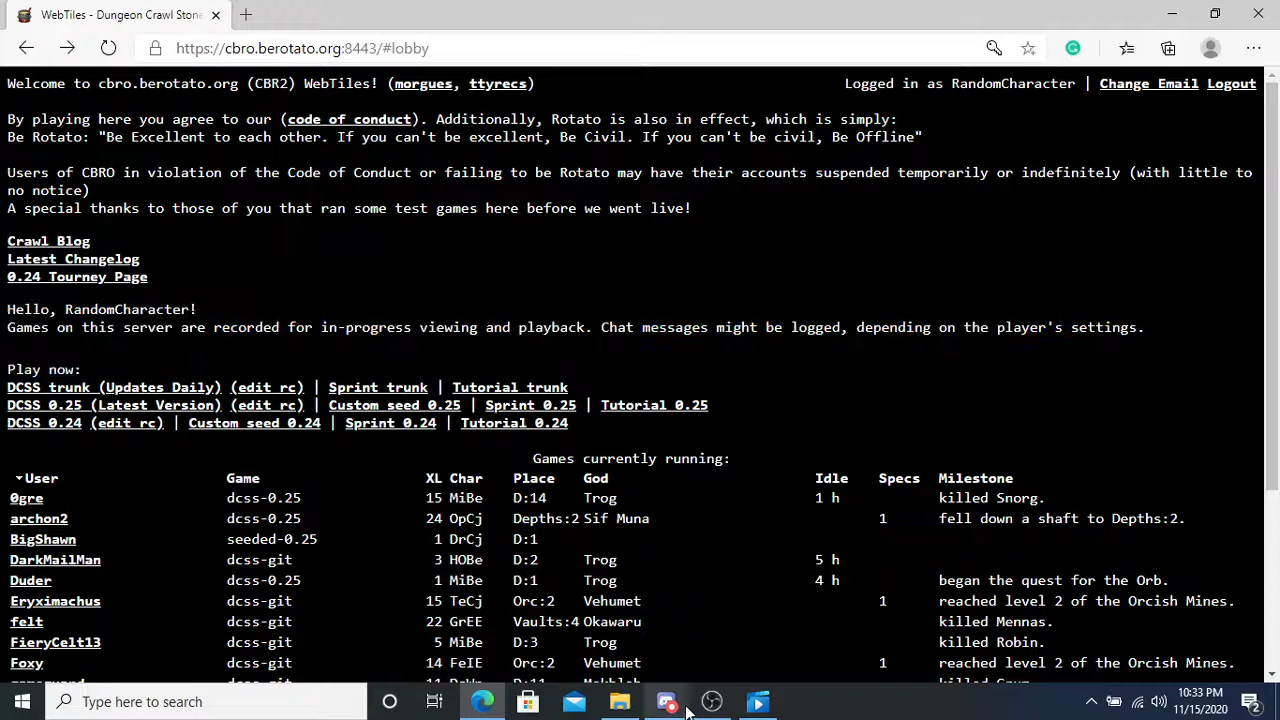 WebTiles - Dungeon Crawl Stone
https://cbro.berotato.org:8443/#lobby
Welcome to cbro.berotato.org (CBR2) WebTiles! (morgues, ttyrecs)
Logged in as RandomCharacter | Change Email Logout
By playing here you agree to our (code of conduct). Additionally, Rotato is also in effect, which is simply:
Be Rotato: "Be Excellent to each other. If you can't be excellent, Be Civil. If you can't be civil, Be Offline"
Users of CBRO in violation of the Code of Conduct or failing to be Rotato may have their accounts suspended temporarily or indefinitely (with little to
no notice)
A special thanks to those of you that ran some test games here before we went live!
Crawl Blog
Latest Changelog
0.24 Tourney Page
Hello, RandomCharacter!
Games on this server are recorded for in-progress viewing and playback. Chat messages might be logged, depending on the player's settings.
Play now:
DCSS trunk (Updates Daily) (edit rc) | Sprint trunk | Tutorial trunk
DCSS 0.25 (Latest Version) (edit rc) | Custom seed 0.25 | Sprint 0.25 | Tutorial 0.25
DCSS 0.24 (edit rc) | Custom seed 0.24 | Sprint 0.24 | Tutorial 0.24
Games currently running:
User Game XL Char Place God Idle Specs Milestone
0gre dcss-0.25 15 MiBe D:14 Trog 1 h killed Snorg.
archon2 dcss-0.25 24 OpCj Depths:2 Sif Muna 1 fell down a shaft to Depths:2.
BigShawn seeded-0.25 1 DrCj D:1
DarkMailMan dcss-git 3 HOBe D:2 Trog 5 h
Duder dcss-0.25 1 MiBe D:1 Trog 4 h began the quest for the Orb.
Eryximachus dcss-git 15 TeCj Orc:2 Vehumet 1 reached level 2 of the Orcish Mines.
felt dcss-git 22 GrEE Vaults:4 Okawaru killed Mennas.
FieryCelt13 dcss-git 5 MiBe D:3 Trog killed Robin.
Foxy dcss-git 14 FeIE Orc:2 Vehumet 1 reached level 2 of the Orcish Mines.
Type here to search
10:33 PM
11/15/2020
2